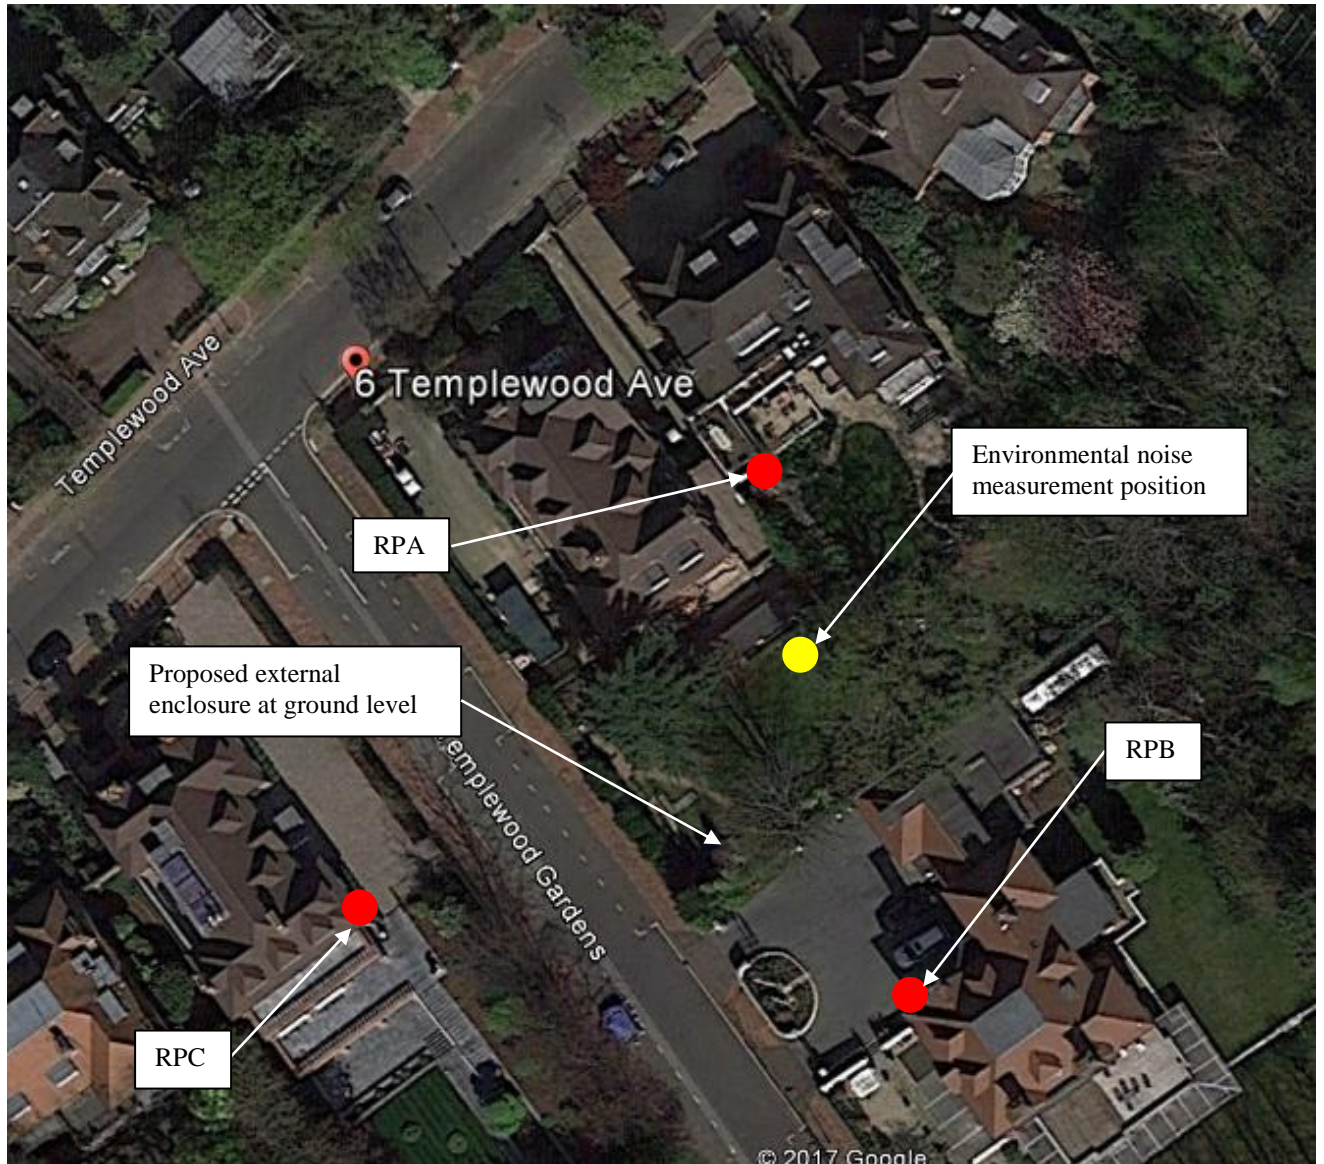 Templewood Ave
6 Templewood Ave
Environmental noise
measurement position
RPA
Proposed external
enclosure at ground level
RPB
Templewood Gardens
RPC
© 2017 Google